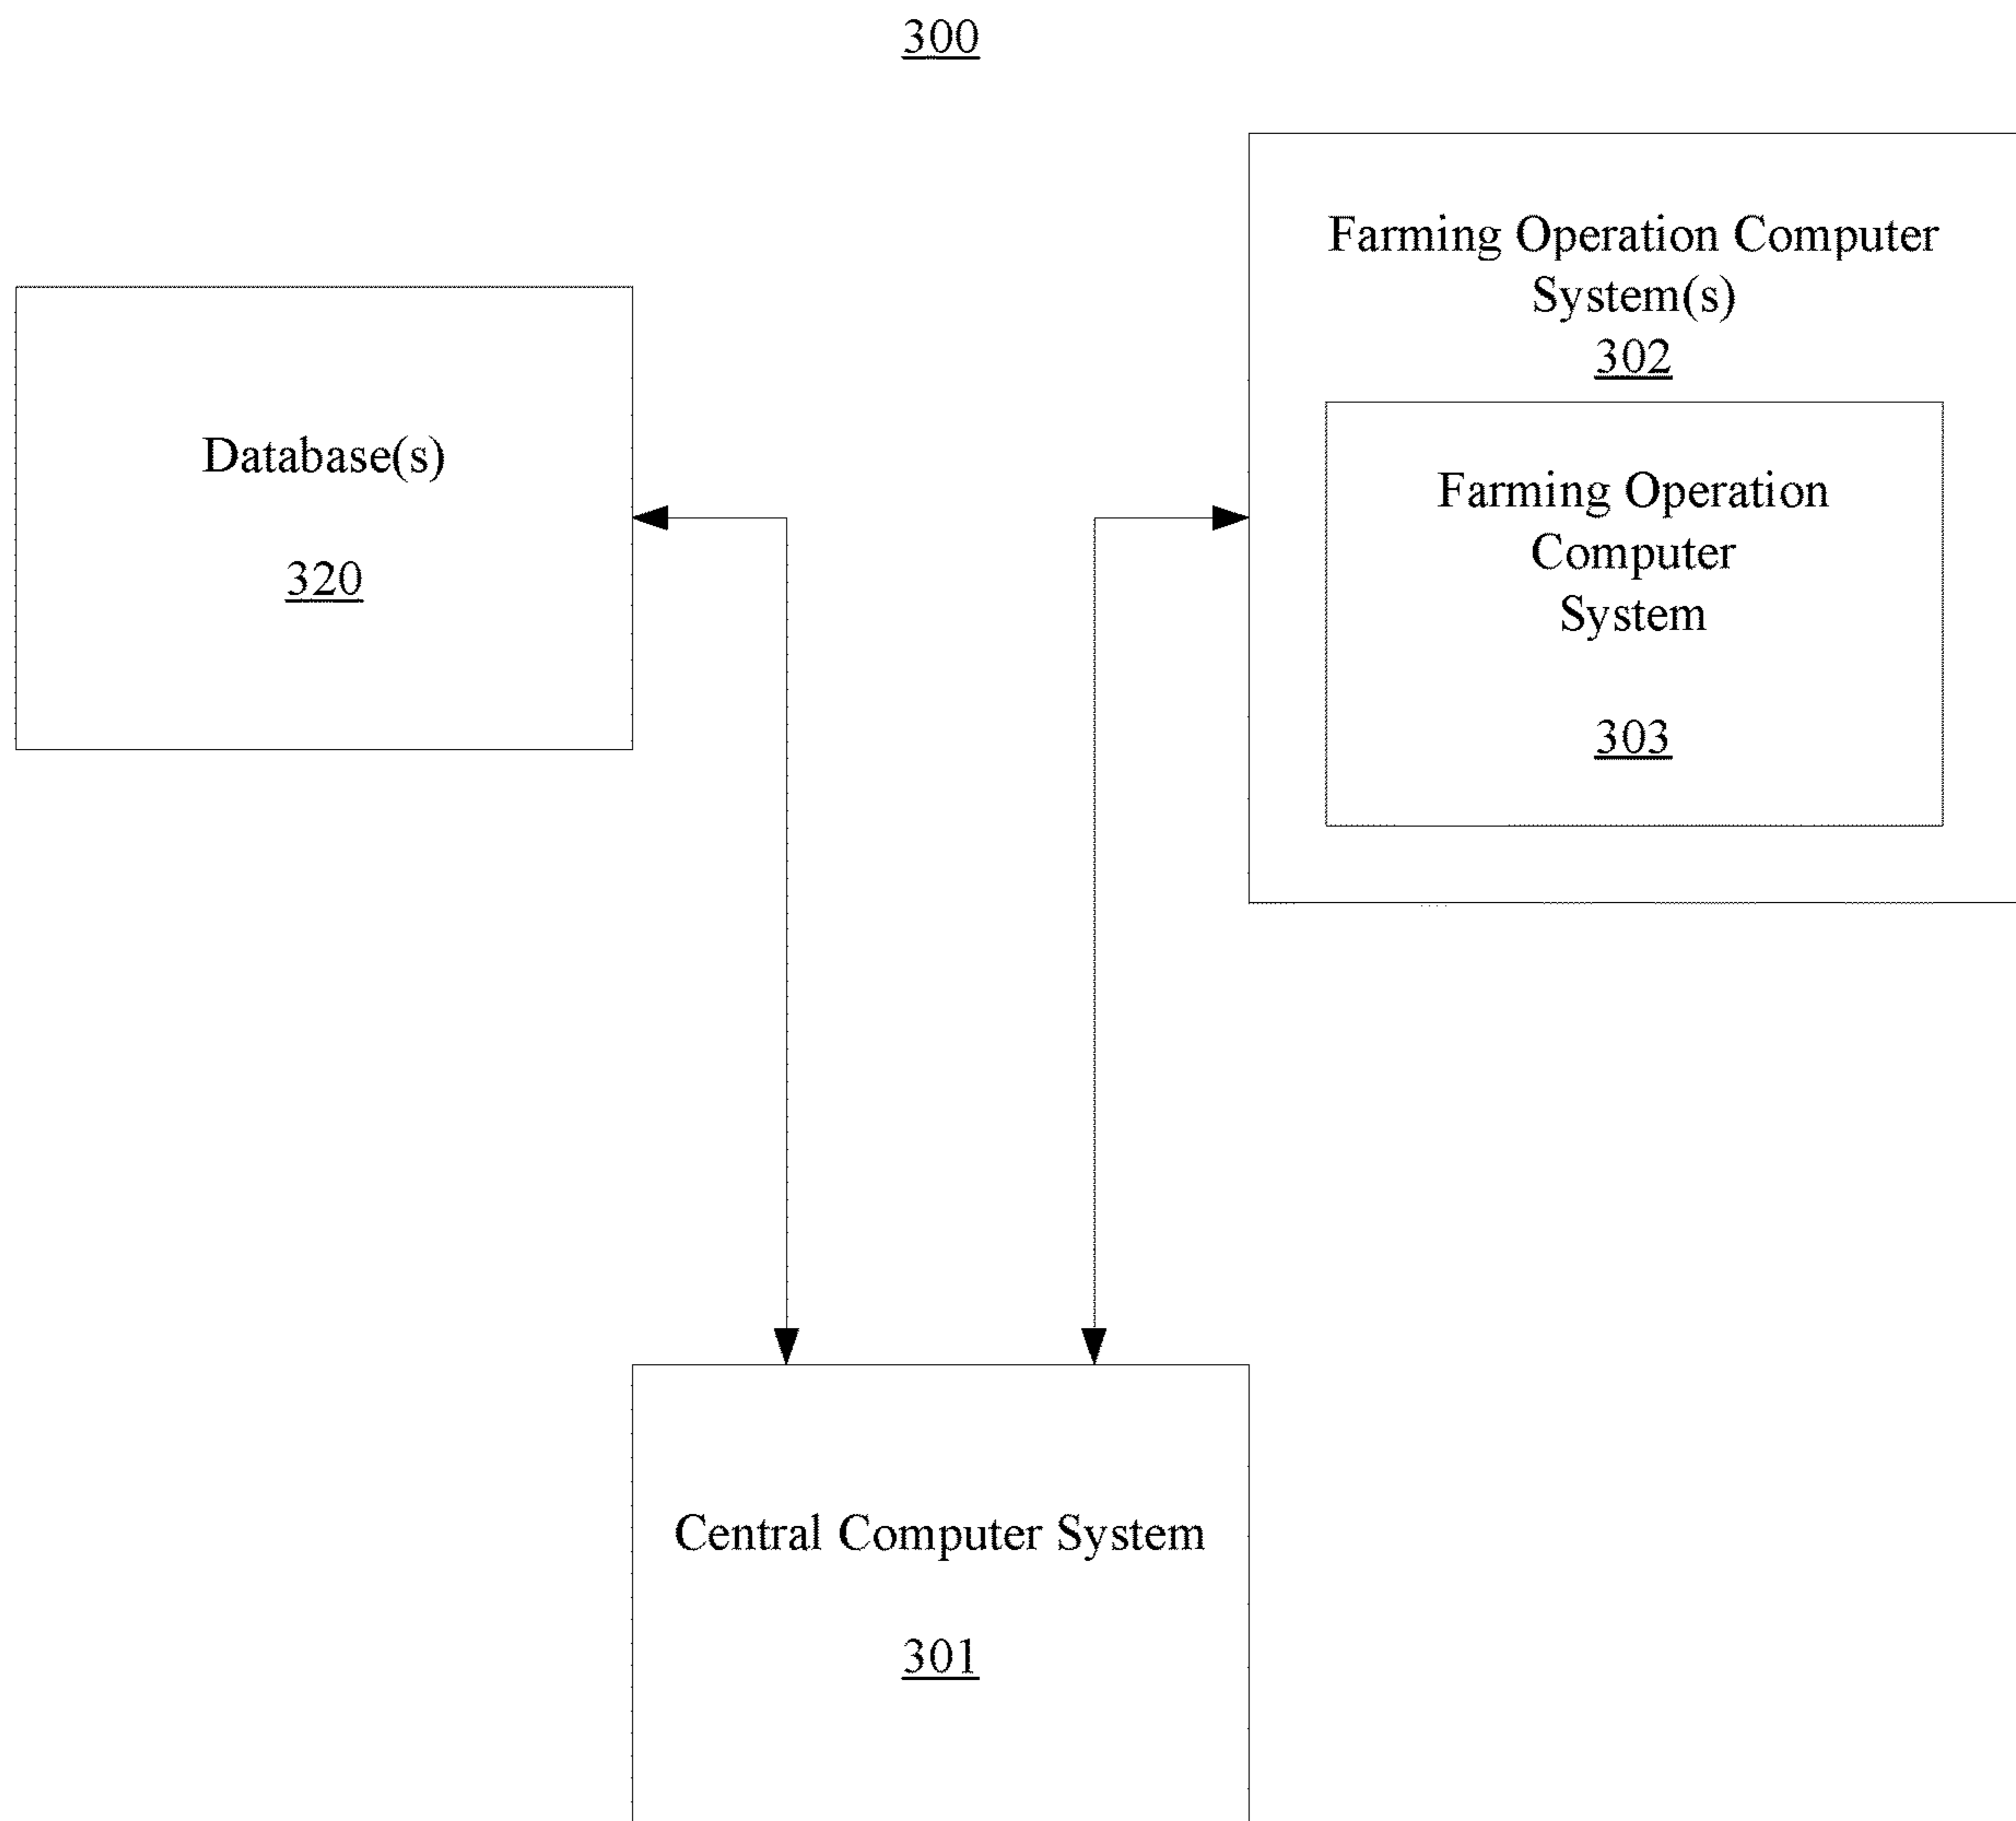 300
Farming Operation Computer
System(s)
302
Database(s)
320
Farming Operation
Computer
System
303
Central Computer System
301